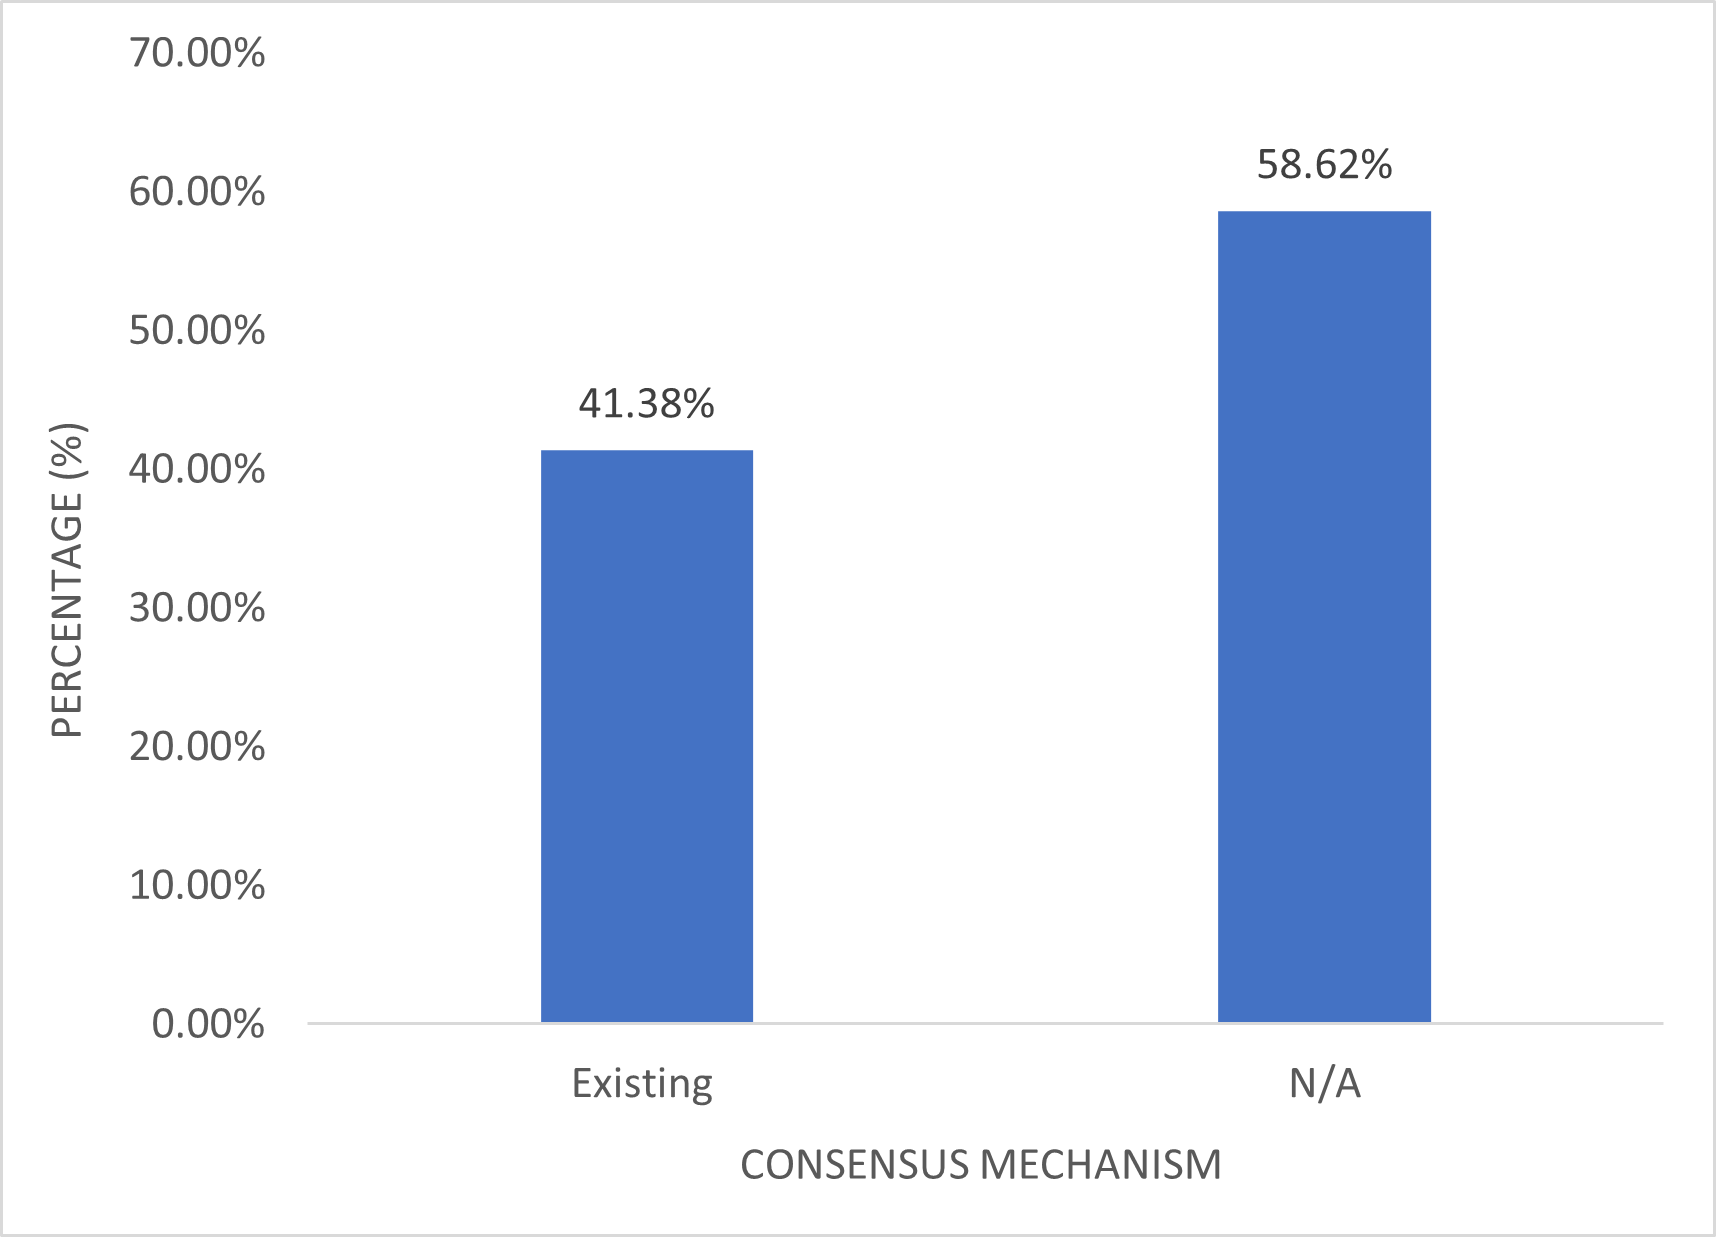 70.00%
60.00%
50.00%
40.00%
30.00%
20.00%
10.00%
0.00%
PERCENTAGE (%)
41.38%
58.62%
Existing
N/A
CONSENSUS MECHANISM